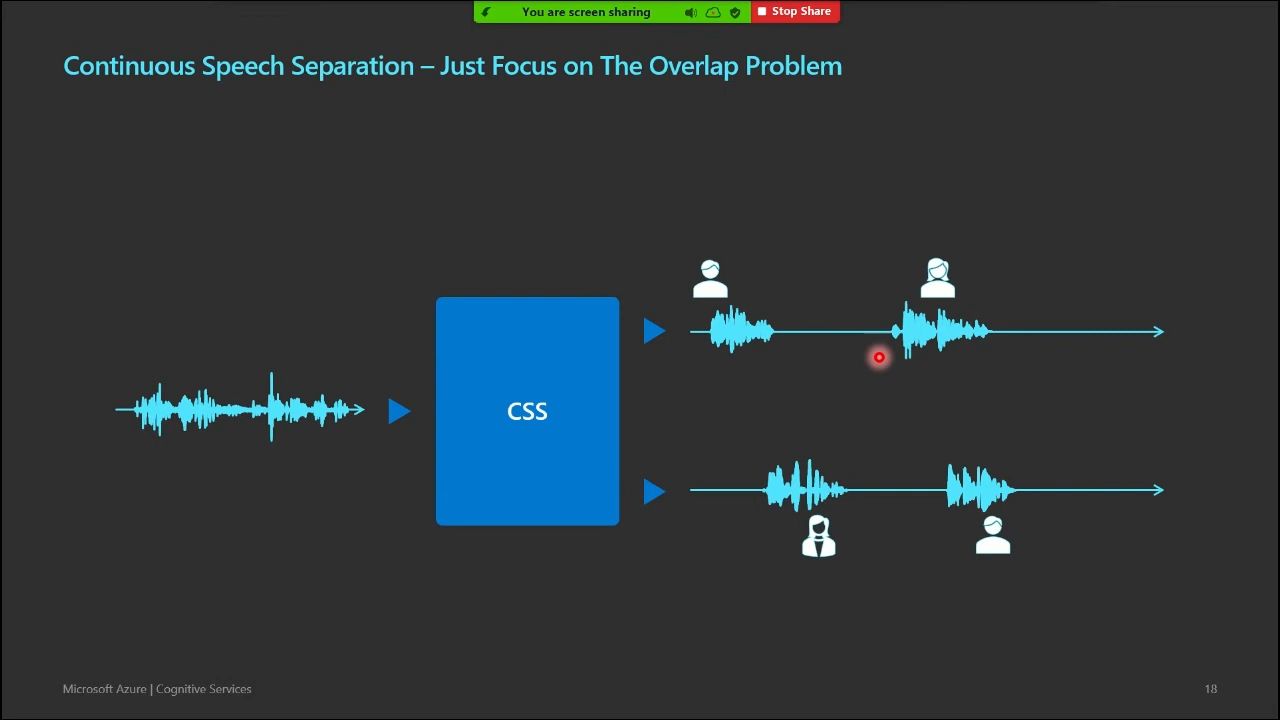 You are screen sharing
Stop Share
Continuous Speech Separation – Just Focus on The Overlap Problem
CSS
Microsoft Azure | Cognitive Services
18